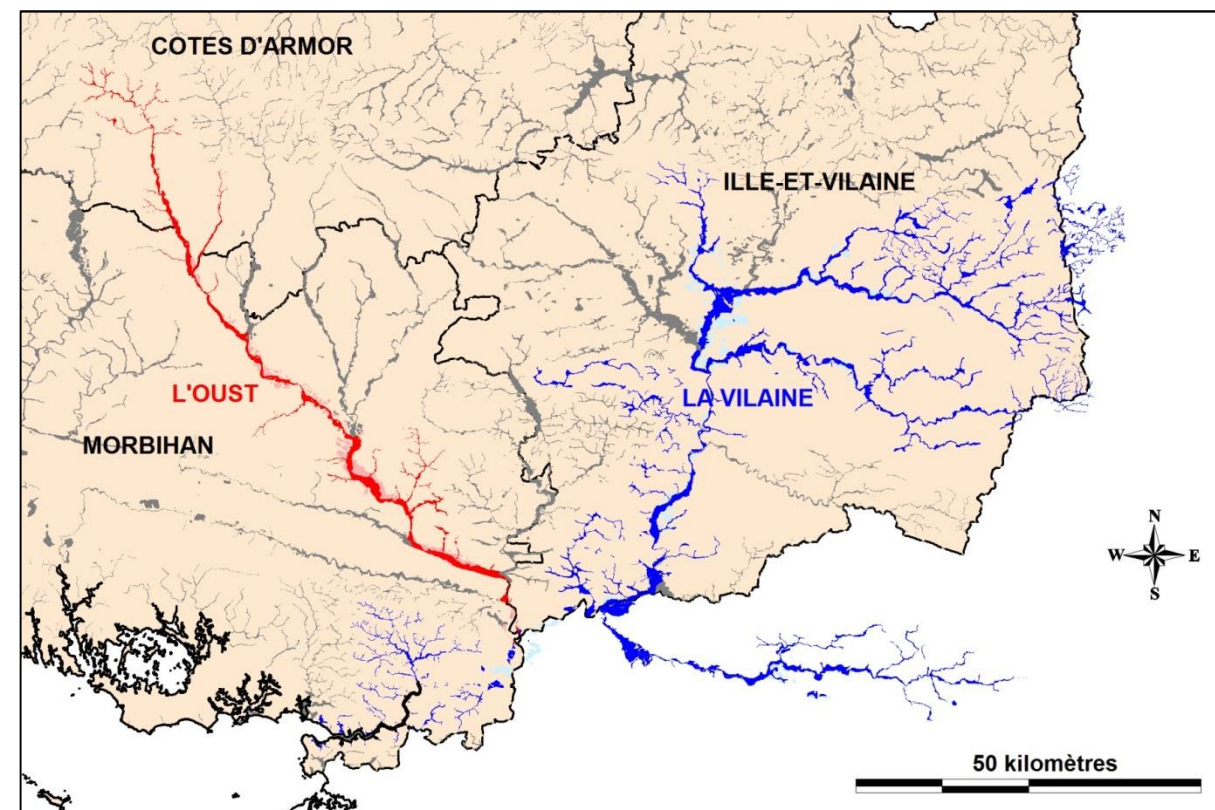 COTES D'ARMOR
ILLE-ET-VILAINE
L'OUST
LA VILAINE
MORBIHAN
N
W E
S
50 kilomètres